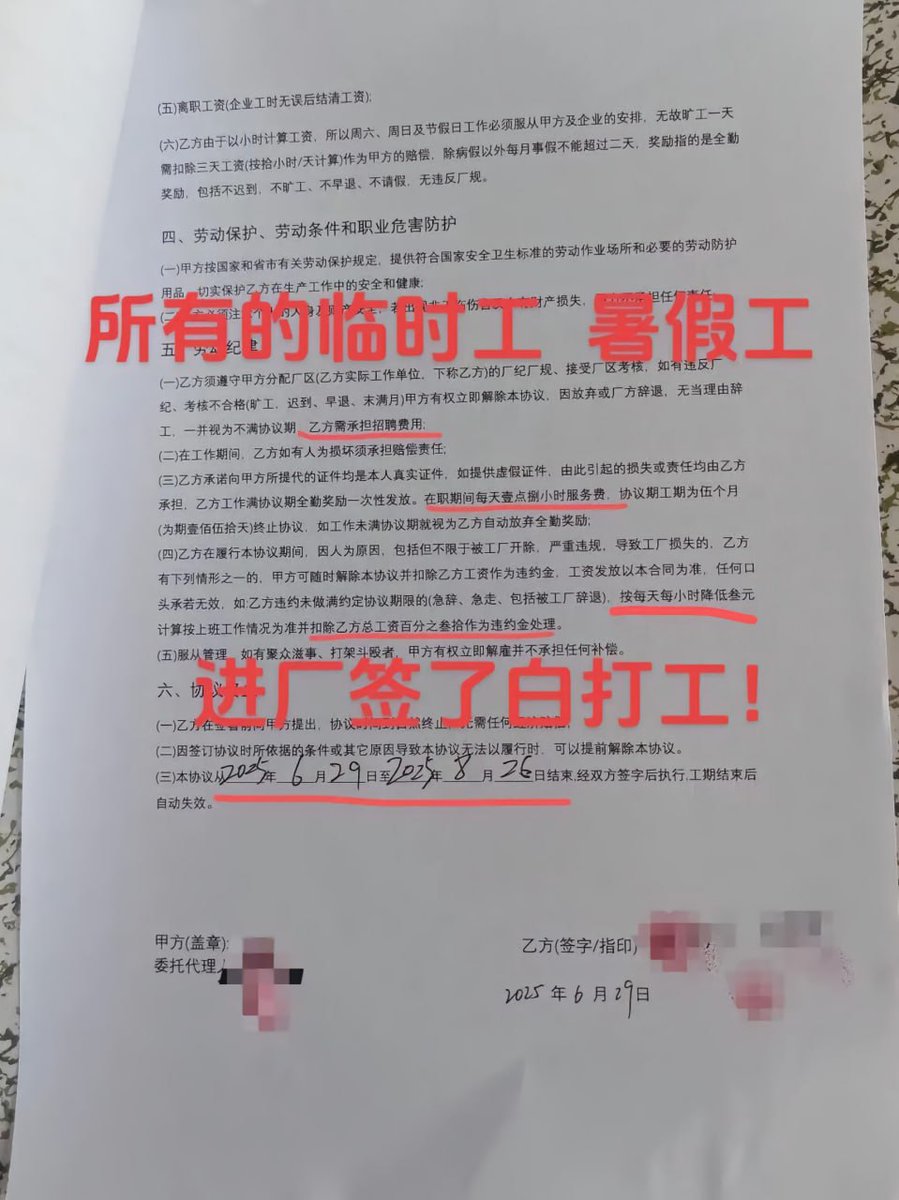 (五)离职工资(企业工时无误后结清工资);
(六)乙方由于以小时计算工资，所以周六、周日及节假日工作必须服从甲方及企业的安排，无故旷工一天
需扣除三天工资(按拾小时/天计算)作为甲方的赔偿，除病假以外每月事假不能超过二天，奖励指的是全勤
奖励，包括不迟到，不旷工、不早退、不请假，无违反厂规。
四、劳动保护、劳动条件和职业危害防护
(一)甲方按国家和省市有关劳动保护规定，提供符合国家安全卫生标准的劳动作业场所和必要的劳动防护
用品，切实保护乙方在生产工作中的安全和健康;
所有的临时工 暑假工
(一)乙方须遵守甲方分配厂区(乙方实际工作单位，下称乙方)的厂纪厂规、接受厂区考核，如有违反厂
纪、考核不合格(旷工，迟到、早退、未满月)甲方有权立即解除本协议，因放弃或厂方辞退，无当理由辞
工，一并视为不满协议期，乙方需承担招聘费用;
(二)在工作期间，乙方如有人为损坏须承担赔偿责任;
(三)乙方承诺向甲方所提代的证件均是本人真实证件，如提供虚假证件，由此引起的损失或责任均由乙方
承担，乙方工作满协议期全勤奖励一次性发放。在职期间每天壹点捌小时服务费，协议期工期为伍个月
(为期壹佰伍拾天)终止协议，如工作未满协议期就视为乙方自动放弃全勤奖励;
(四)乙方在履行本协议期间，因人为原因，包括但不限于被工厂开除，严重违规，导致工厂损失的，乙方
有下列情形之一的，甲方可随时解除本协议并扣除乙方工资作为违约金，工资发放以本合同为准，任何口
头承若无效，如:乙方违约未做满约定协议期限的(急辞、急走、包括被工厂辞退)，按每天每小时降低叁元
计算按上班工作情况为准并扣除乙方总工资百分之叁拾作为违约金处理。
(五)服从管理，如有聚众滋事、打架斗殴者，甲方有权立即解雇并不承担任何补偿。
进厂签了白打工!
六、协
(一)乙方在签署前向甲方提出，协议时间到自然终止
(二)因签订协议时所依据的条件或其它原因导致本协议无法以履行时，可以提前解除本协议。
(三)本协议从2025年6月29日至2025年8月26日结束,经双方签字后执行,工期结束后
自动失效。
甲方(盖章):
委托代理
乙方(签字/指印)
2025年6月29日